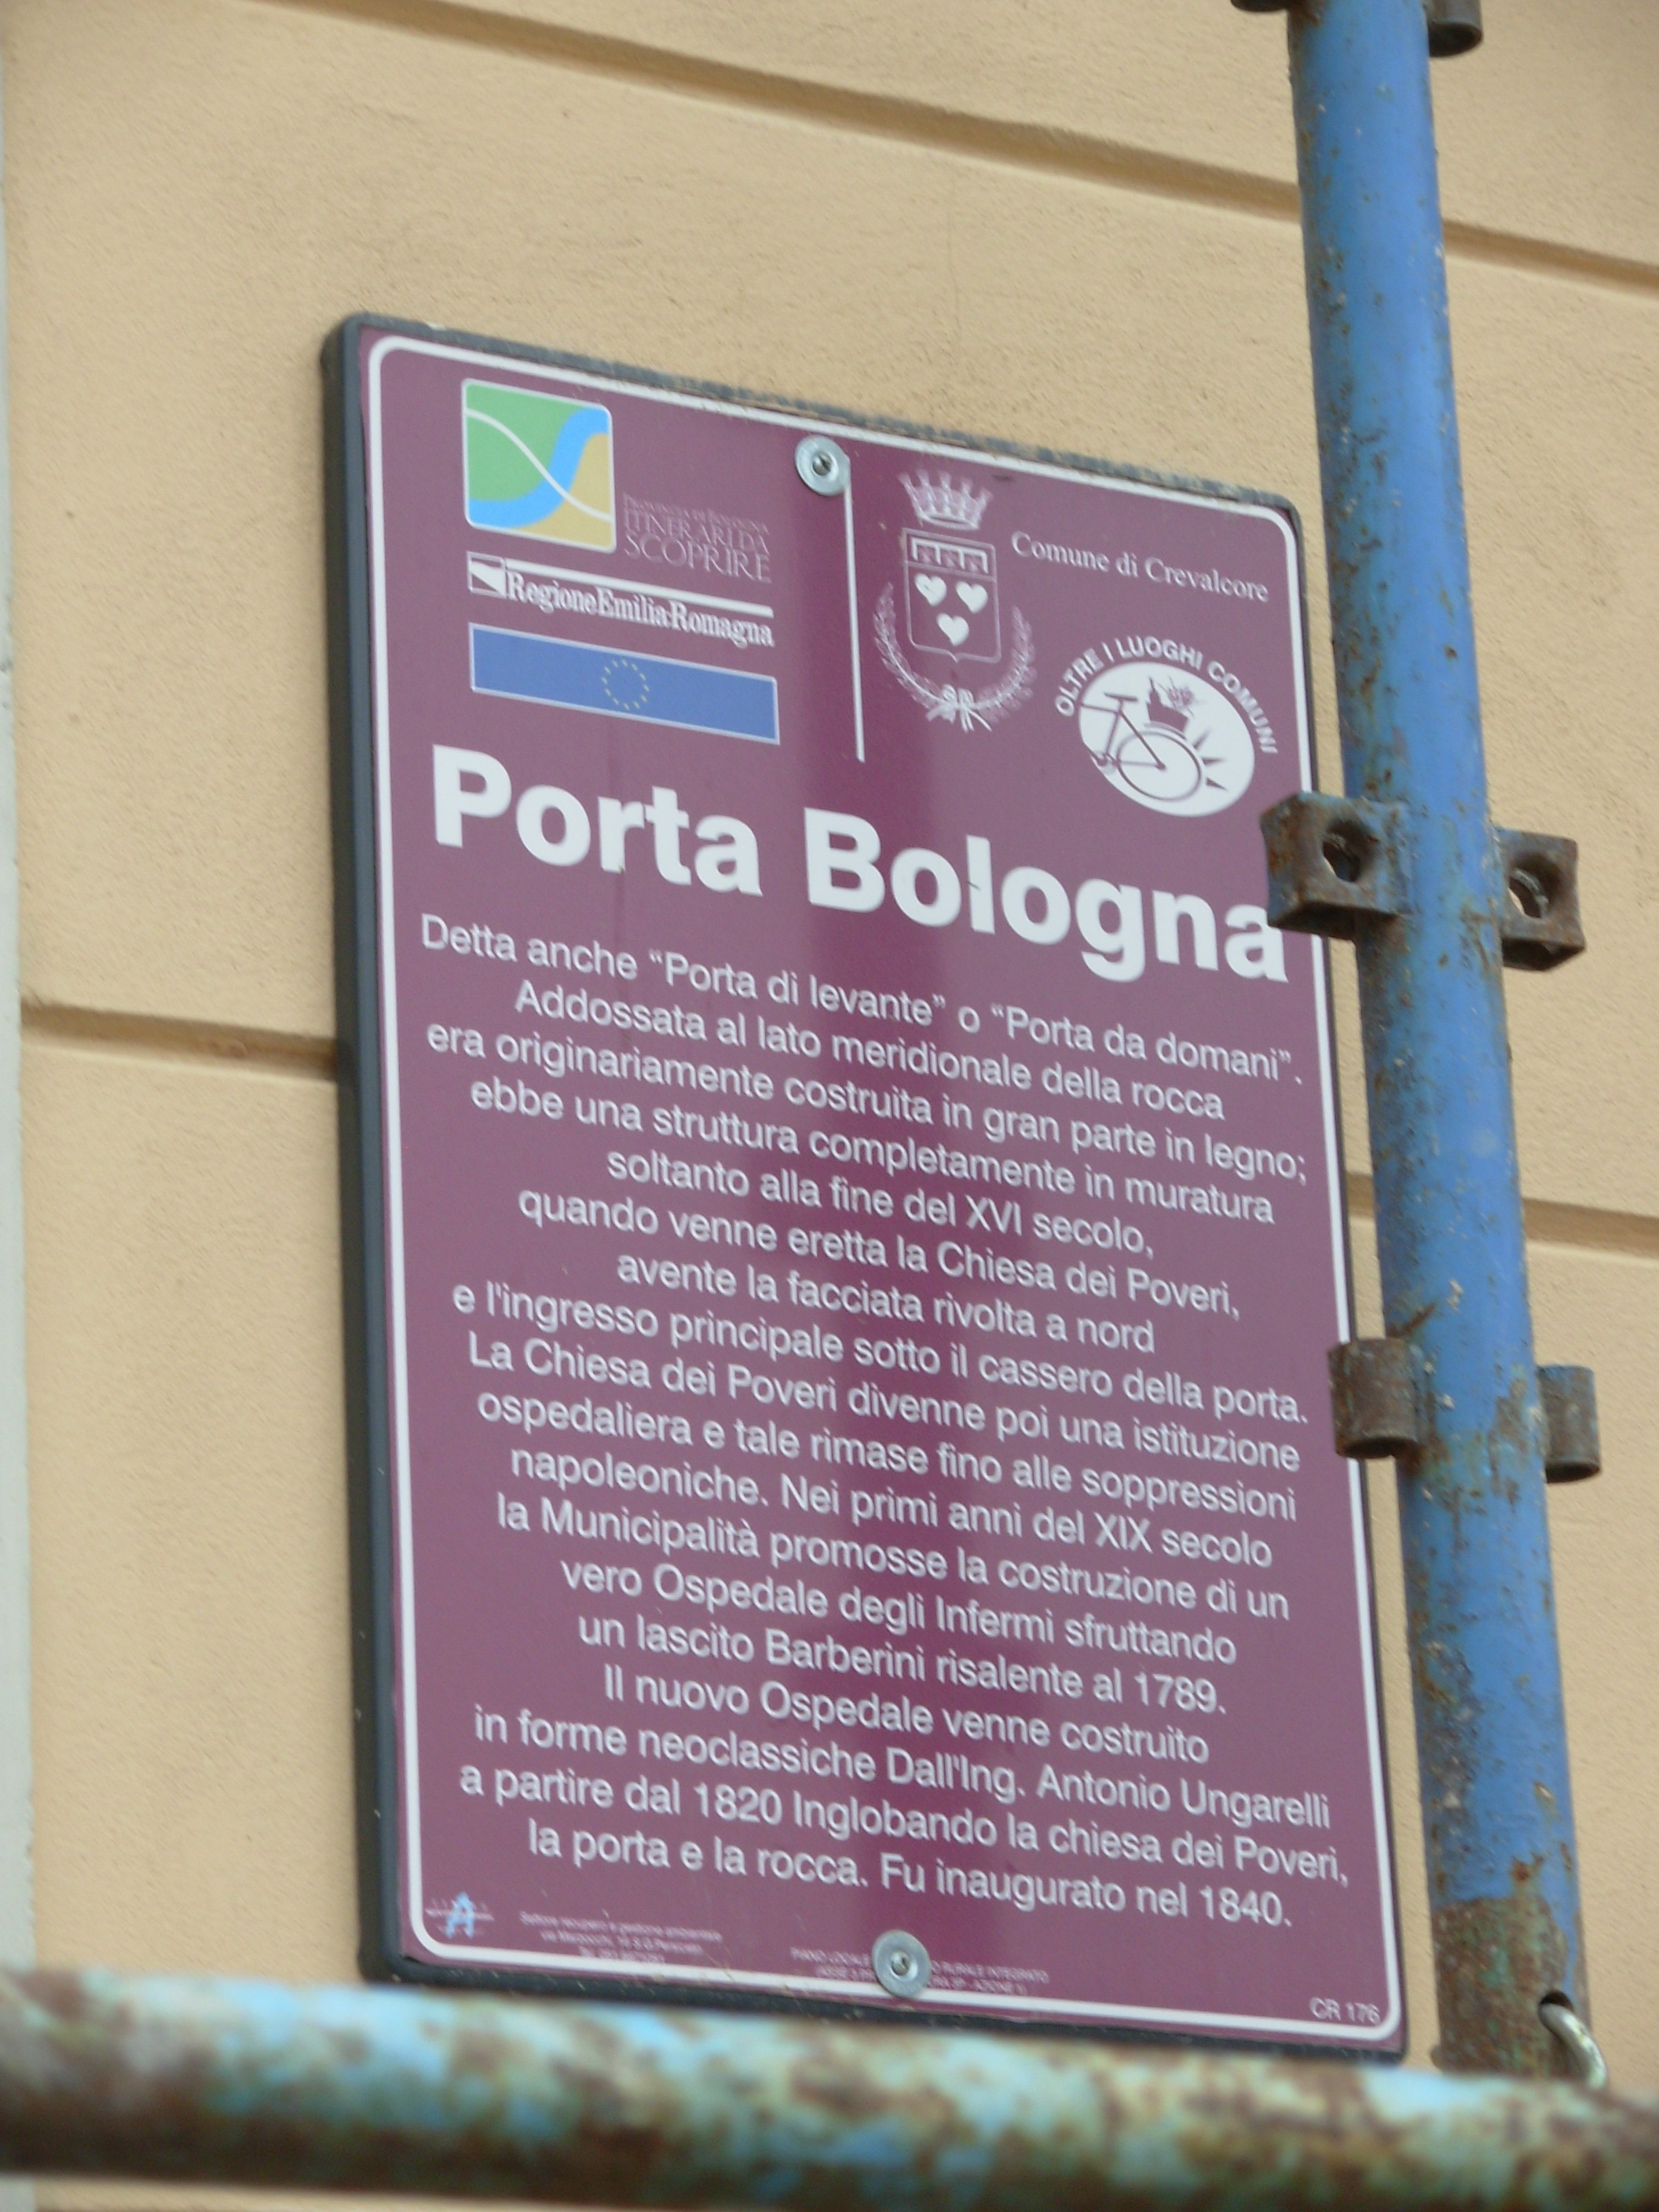 Provincia di Bologna
ITINERARI DA
SCOPRIRE
RegioneEmilia-Romagna
Comune di Crevalcore
OLTRE I LUOGHI COMUNI
Porta Bologna
Detta anche “Porta di levante” o “Porta da domani”.
Addossata al lato meridionale della rocca
era originariamente costruita in gran parte in legno;
ebbe una struttura completamente in muratura
soltanto alla fine del XVI secolo,
quando venne eretta la Chiesa dei Poveri,
avente la facciata rivolta a nord
e l'ingresso principale sotto il cassero della porta.
La Chiesa dei Poveri divenne poi una istituzione
ospedaliera e tale rimase fino alle soppressioni
napoleoniche. Nei primi anni del XIX secolo
la Municipalità promosse la costruzione di un
vero Ospedale degli Infermi sfruttando
un lascito Barberini risalente al 1789.
Il nuovo Ospedale venne costruito
in forme neoclassiche Dall'Ing. Antonio Ungarelli
a partire dal 1820 Inglobando la chiesa dei Poveri,
la porta e la rocca. Fu inaugurato nel 1840.
PIANO LOCALE RURALE INTEGRATO
CR 176